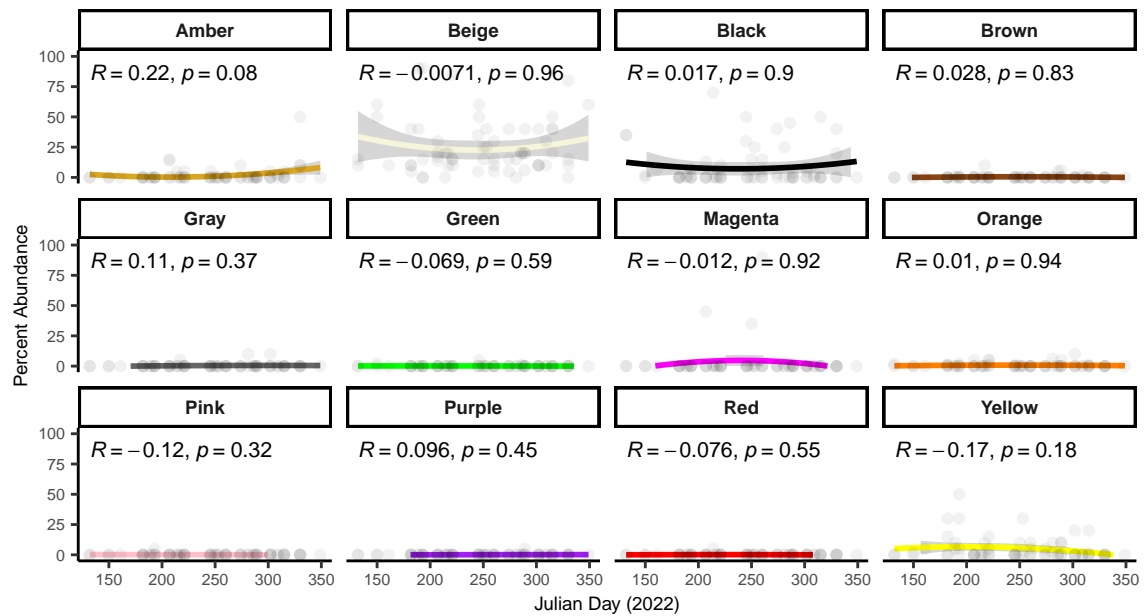 Amber Beige Black Brown
100
R = 0.22, p = 0.08 R = −0.0071, p = 0.96 R = 0.017, p = 0.9 R = 0.028, p = 0.83
75
50
25
0
Gray Green Magenta Orange
100
R = 0.11, p = 0.37 R = −0.069, p = 0.59 R = −0.012, p = 0.92 R = 0.01, p = 0.94
75
50
25
0
Percent Abundance
Pink Purple Red Yellow
100
R = −0.12, p = 0.32 R = 0.096, p = 0.45 R = −0.076, p = 0.55 R = −0.17, p = 0.18
75
50
25
0
150 200 250 300 350 150 200 250 300 350 150 200 250 300 350 150 200 250 300 350
Julian Day (2022)